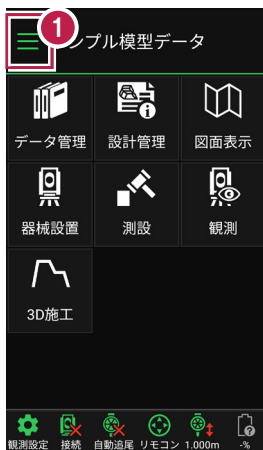 1
ンプル模型データ
データ管理 設計管理 図面表示
器械設置 測設 観測
3D施工
観測設定 接続 自動追尾 リモコン 1.000m -%